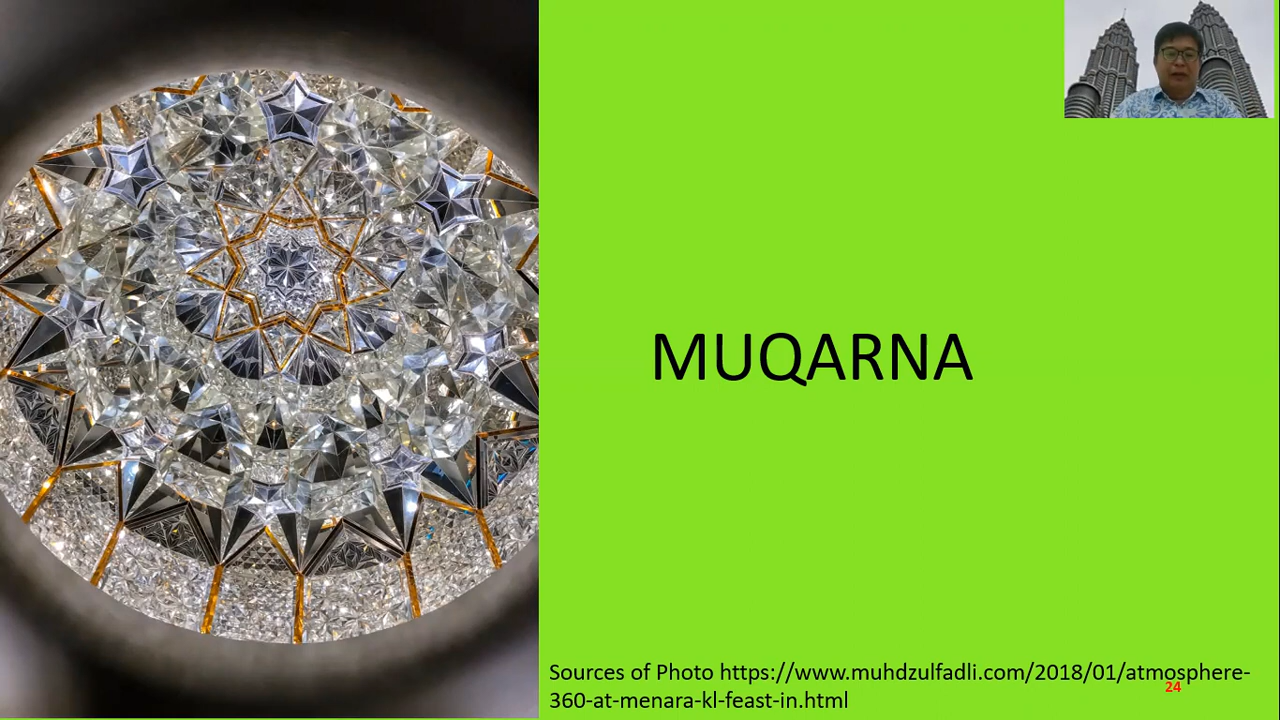 MUQARNA
Sources of Photo https://www.muhdzulfadli.com/2018/01/atmosphere-
360-at-menara-kl-feast-in.html
24